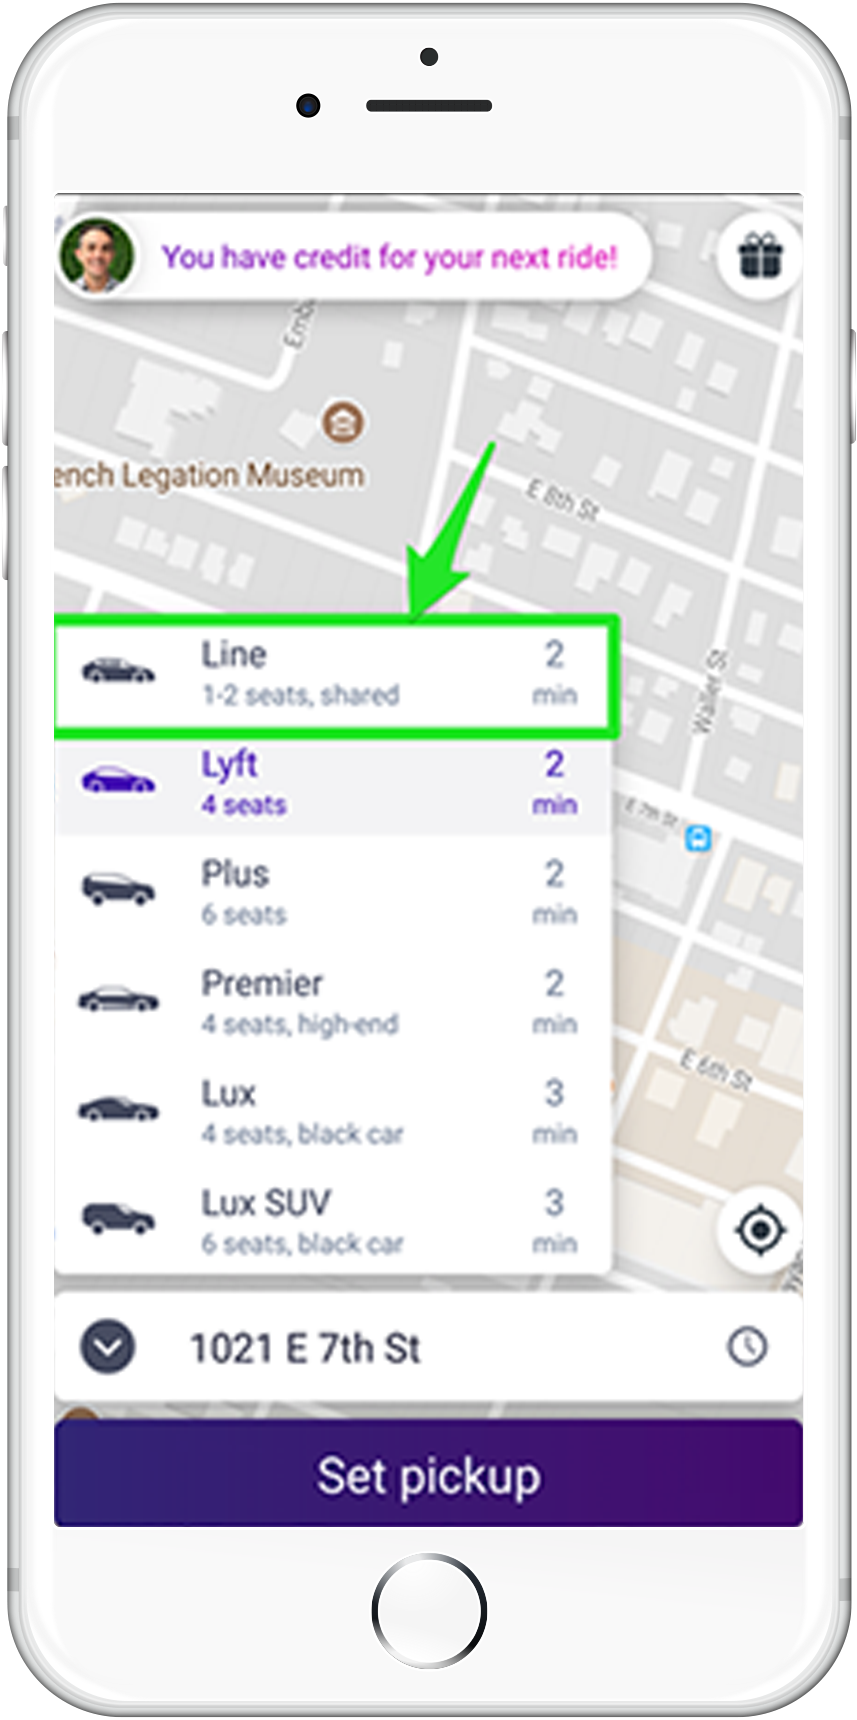 You have credit for your next ride!
Emb
ench Legation Museum
E 8th St
Waller St
E 7th St
E 6th St
Line
2
1-2 seats, shared
min
Lyft
2
4 seats
min
Plus
2
6 seats
min
Premier
2
4 seats, high-end
min
Lux
3
4 seats, black car
min
Lux SUV
3
6 seats, black car
min
1021 E 7th St
Set pickup